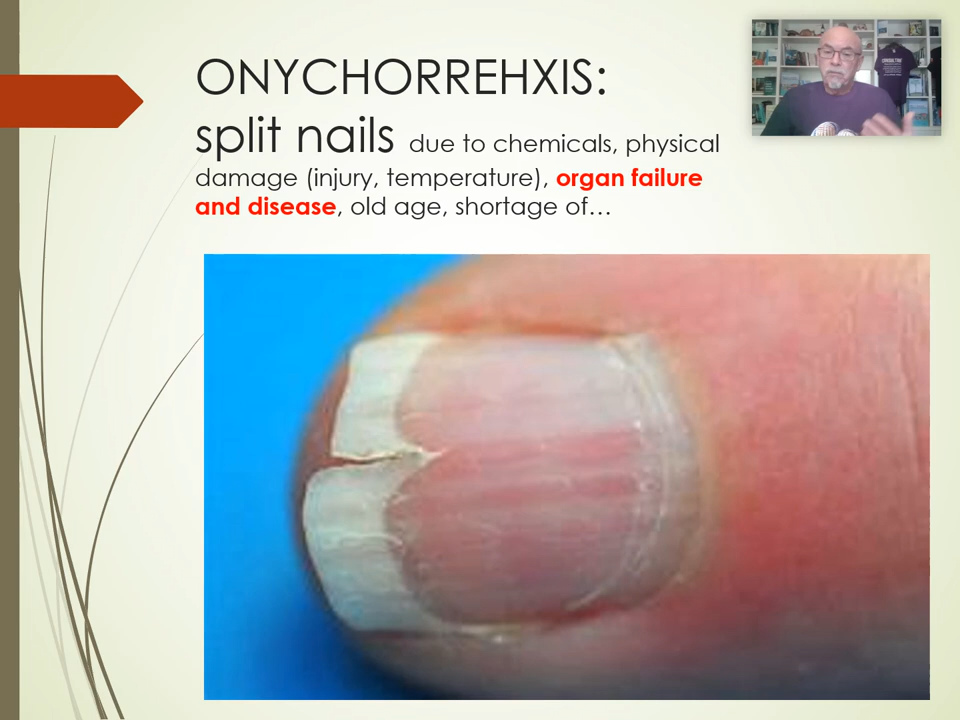 ONYCHORREHXIS:
split nails due to chemicals, physical
damage (injury, temperature), organ failure
and disease, old age, shortage of…